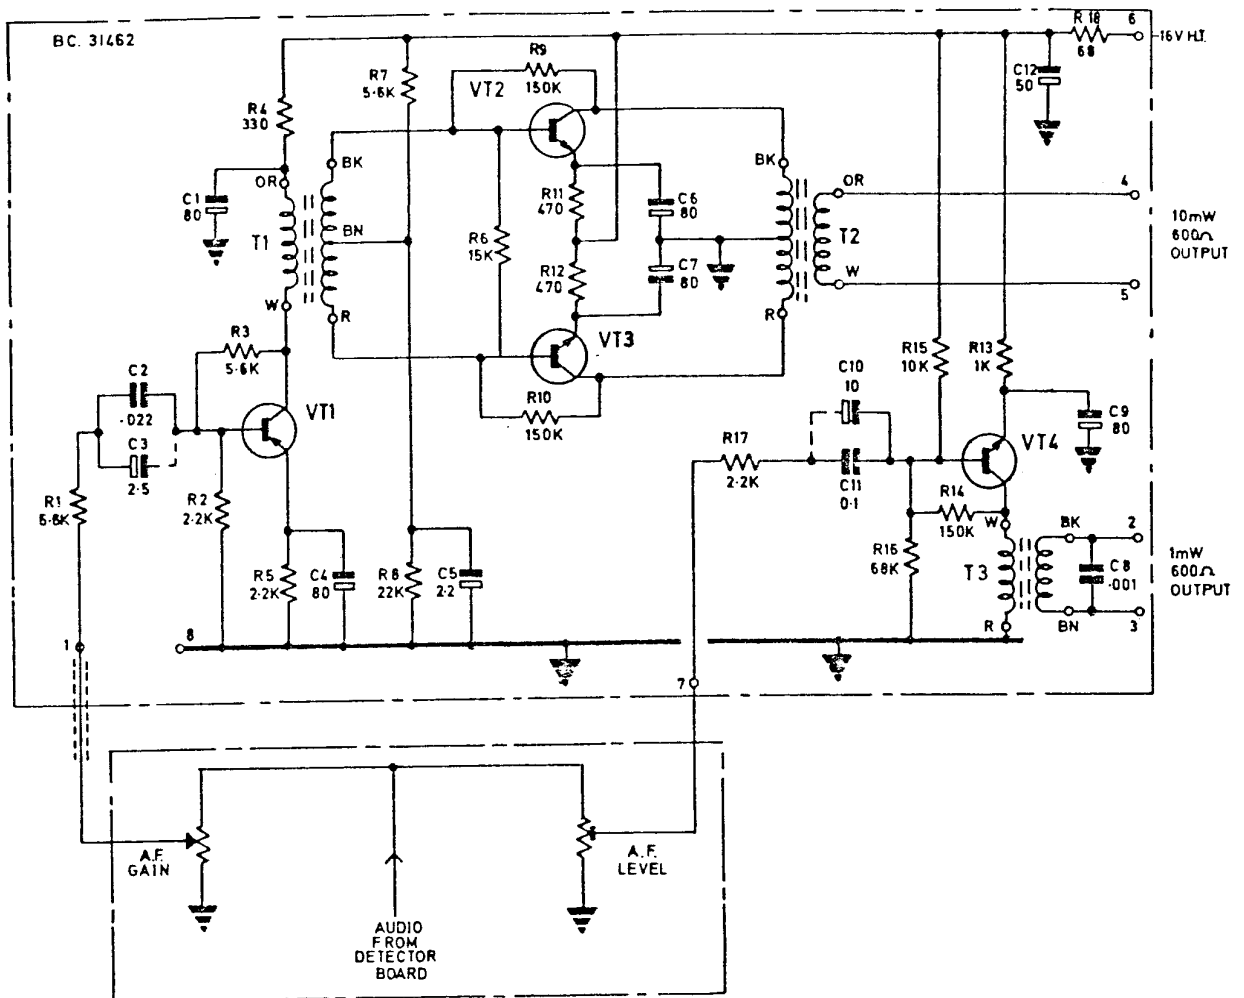 BC. 31462
R 18
68
6
-16V H.T.
C12
50
R4
330
R7
5.6K
R9
150K
VT2
C1
80
OR
T1
W
BK
BN
R
R6
15K
R11
470
R12
470
C6
80
C7
80
VT3
R10
150K
BK
R
T2
OR
W
4
5
10mW
600Ω
OUTPUT
R3
5.6K
C2
.022
C3
2.5
VT1
R1
R2
2.2K
R5
2.2K
C4
80
22K
C5
2.2
R17
2.2K
C10
10
C11
0.1
R15
10K
R13
1K
C9
80
VT4
R14
150K
R16
68K
W
T3
R
BK
BN
C8
.001
2
3
1mW
600Ω
OUTPUT
1
8
7
A.F.
GAIN
A.F.
LEVEL
AUDIO
FROM
DETECTOR
BOARD